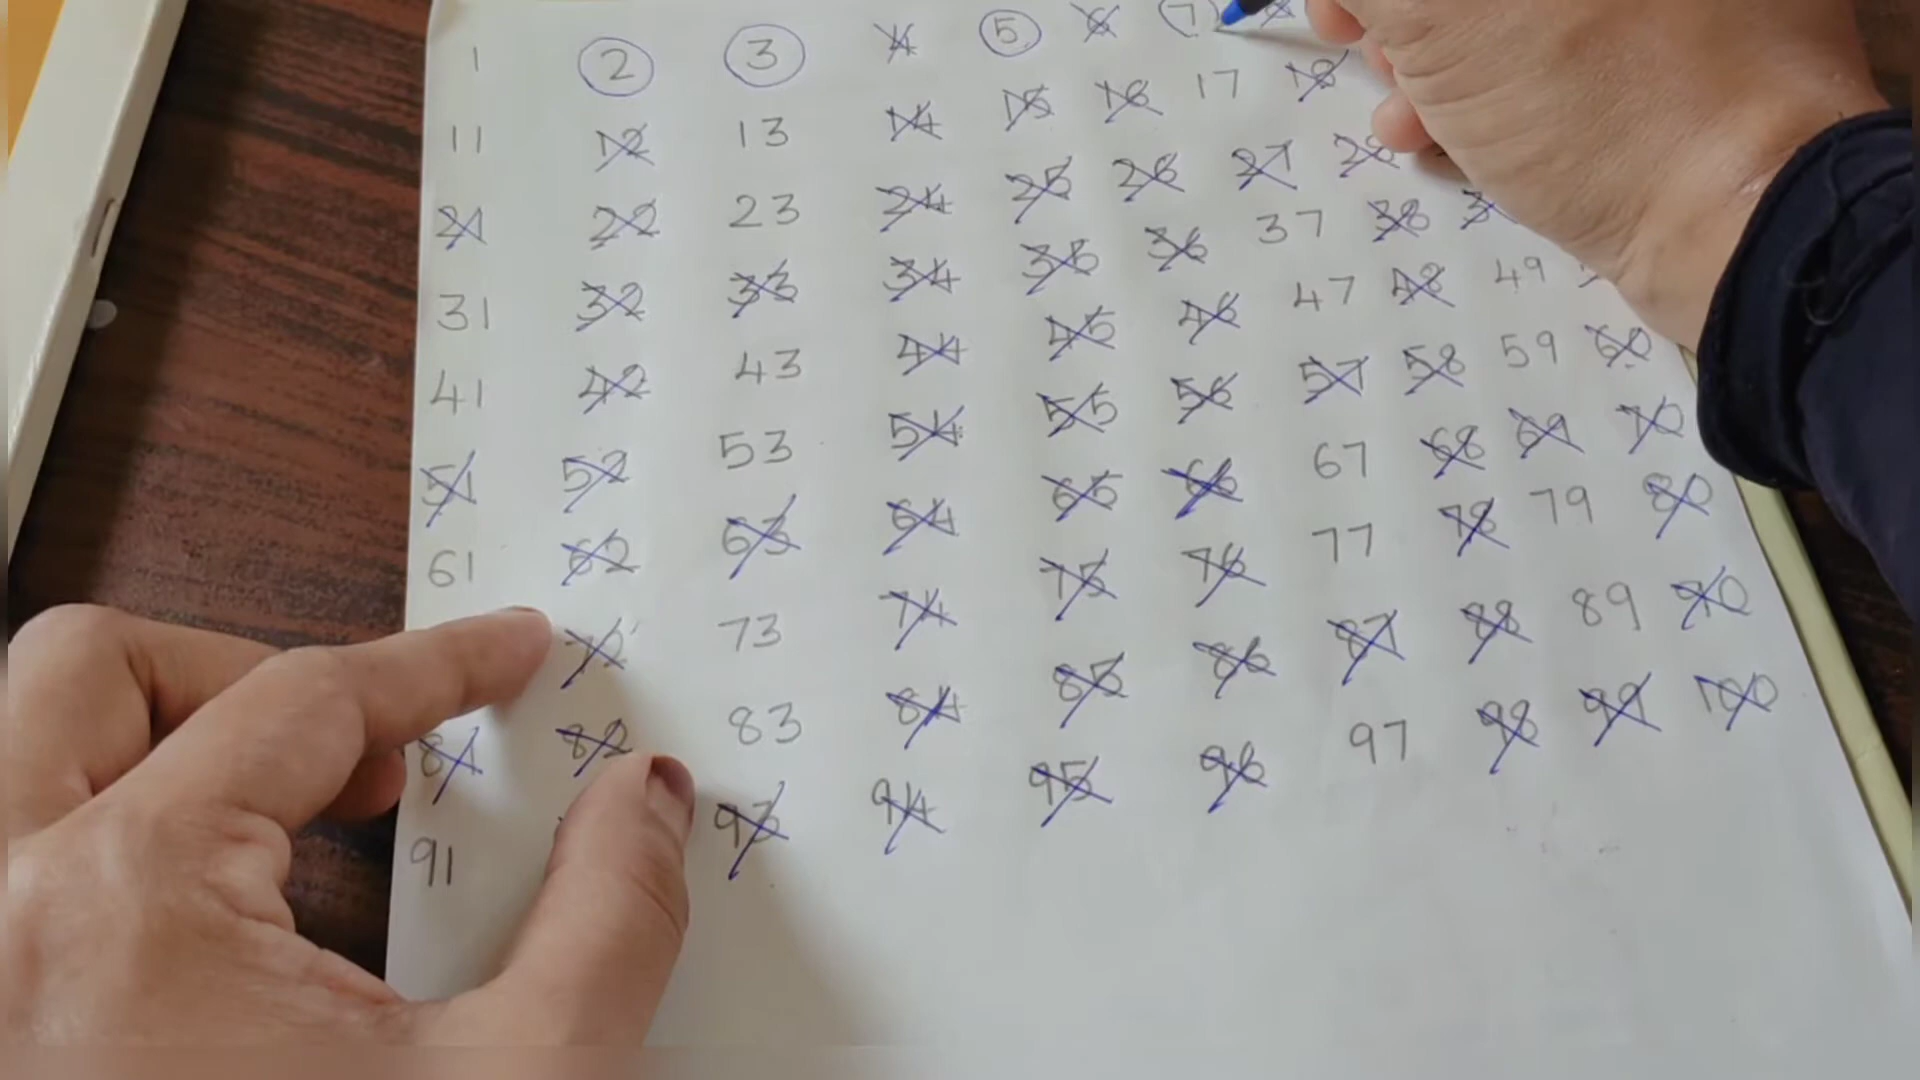 1 2 3 4 5 6 7 8
11 12 13 14 15 16 17 18
21 22 23 24 25 26 27 28
31 32 33 34 35 36 37 38 3
41 42 43 44 45 46 47 48 49
51 52 53 54 55 56 57 58 59 60
61 62 63 64 65 66 67 68 69 70
72 73 74 75 76 77 78 79 80
81 82 83 84 85 86 87 88 89 90
91 93 94 95 96 97 98 99 100